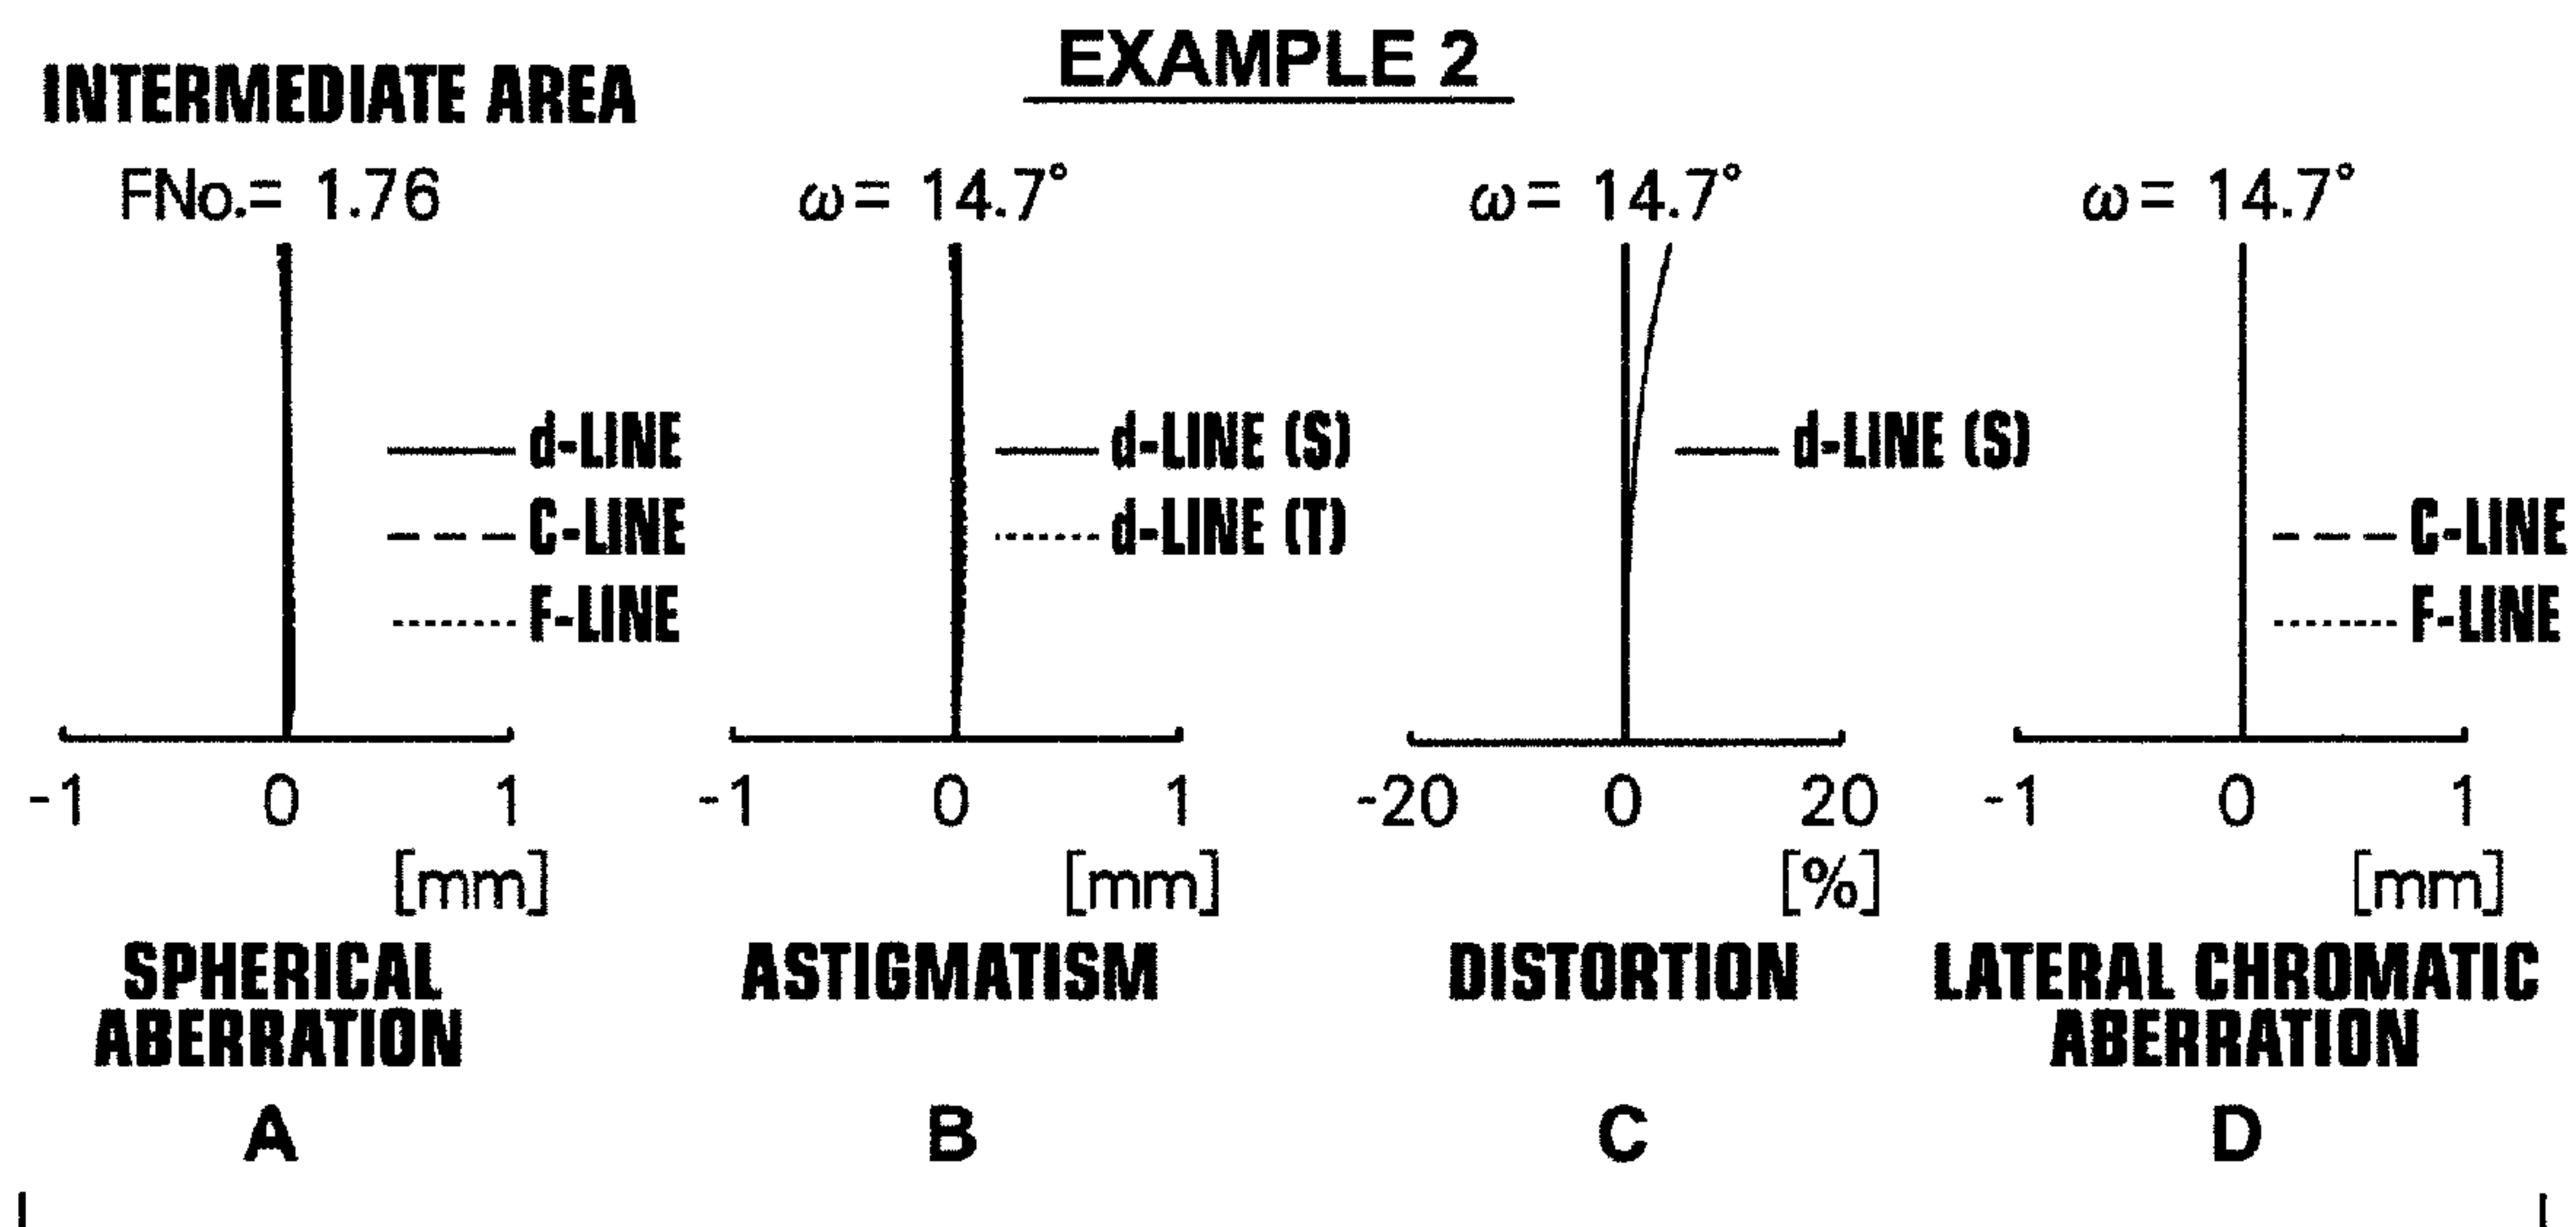 EXAMPLE 2
INTERMEDIATE AREA
FNo.= 1.76
ω= 14.7°
ω= 14.7°
ω= 14.7°
d-LINE
C-LINE
F-LINE
d-LINE (S)
d-LINE (T)
d-LINE (S)
C-LINE
F-LINE
-1 0 1
-1 0 1
-20 0 20
-1 0 1
[mm]
[mm]
[%]
[mm]
SPHERICAL
ABERRATION
ASTIGMATISM
DISTORTION
LATERAL CHROMATIC
ABERRATION
A
B
C
D